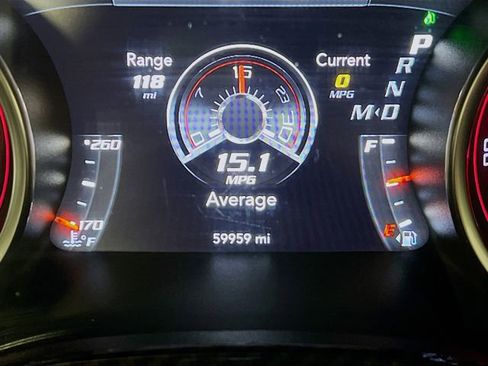 Range
118
mi
Current
0
MPG
P
R
N
M◁D
0 7 15 23 30
15.1
MPG
Average
59959 mi
260
170
°F
F
E